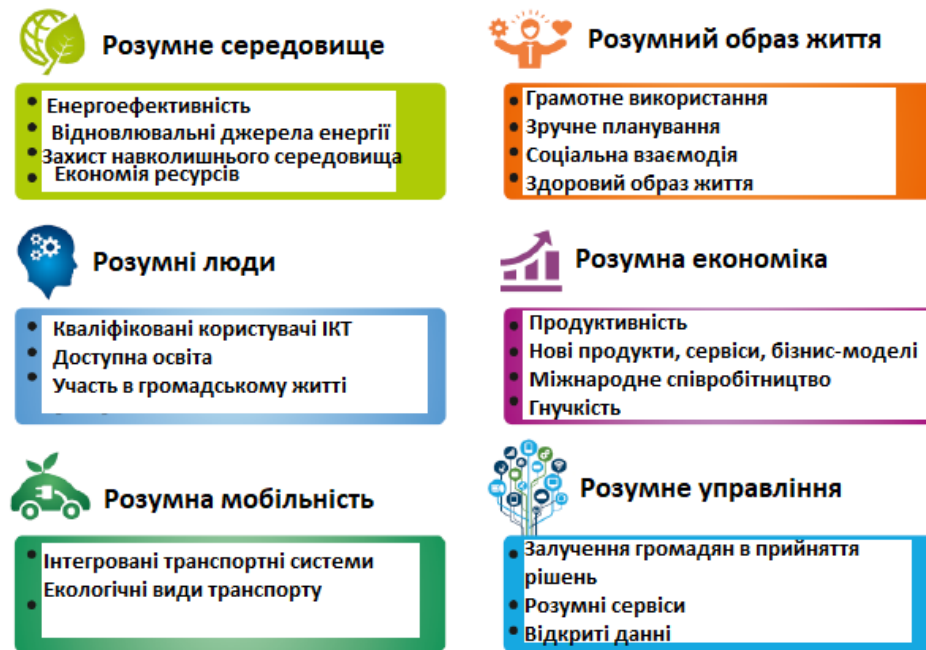 Розумне середовище
• Енергоефективність
• Відновлювальні джерела енергії
• Захист навколишнього середовища
• Економія ресурсів
Розумний образ життя
• Грамотне використання
• Зручне планування
• Соціальна взаємодія
• Здоровий образ життя
Розумні люди
• Кваліфіковані користувачі ІКТ
• Доступна освіта
• Участь в громадському житті
Розумна економіка
• Продуктивність
• Нові продукти, сервіси, бізнис-моделі
• Міжнародне співробітництво
• Гнучкість
Розумна мобільність
• Інтегровані транспортні системи
• Екологічні види транспорту
Розумне управління
• Залучення громадян в прийняття
рішень
• Розумні сервіси
• Відкриті данні